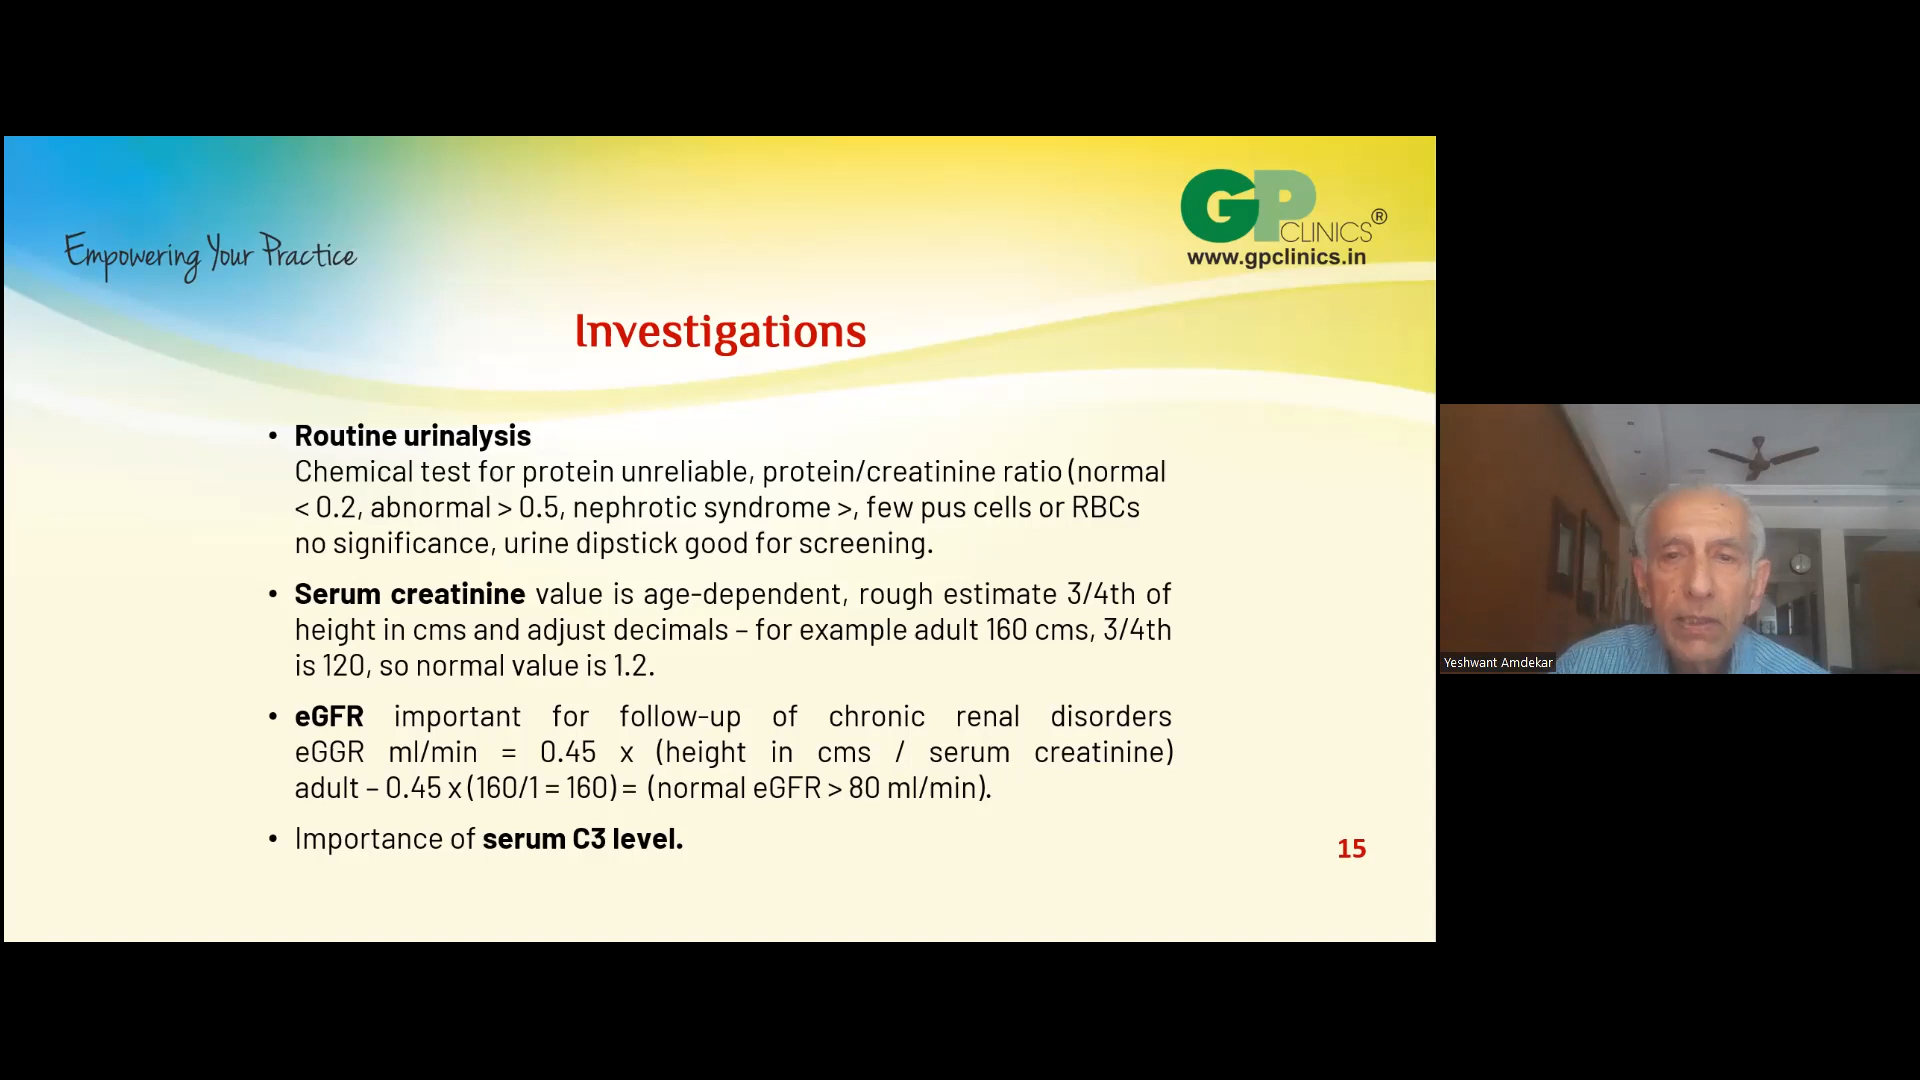 Empowering Your Practice
GP CLINICS®
www.gpclinics.in
Investigations
• Routine urinalysis
Chemical test for protein unreliable, protein/creatinine ratio (normal
< 0.2, abnormal > 0.5, nephrotic syndrome >, few pus cells or RBCs
no significance, urine dipstick good for screening.
• Serum creatinine value is age-dependent, rough estimate 3/4th of
height in cms and adjust decimals – for example adult 160 cms, 3/4th
is 120, so normal value is 1.2.
• eGFR important for follow-up of chronic renal disorders
eGGR ml/min = 0.45 x (height in cms / serum creatinine)
adult – 0.45 x (160/1 = 160) = (normal eGFR > 80 ml/min).
• Importance of serum C3 level.
15
Yeshwant Amdekar